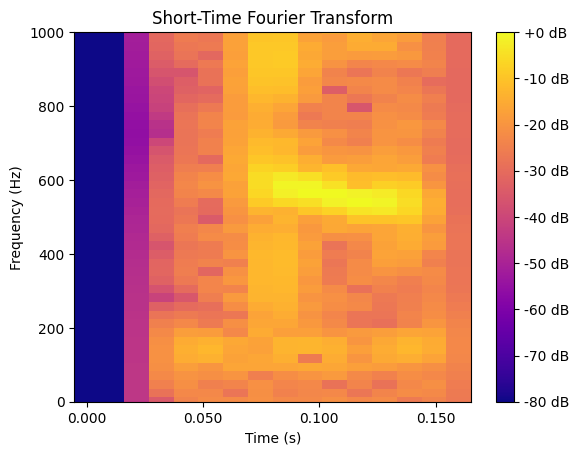 Short-Time Fourier Transform
1000
800
600
400
200
0
Frequency (Hz)
0.000
0.050
0.100
0.150
Time (s)
+0 dB
-10 dB
-20 dB
-30 dB
-40 dB
-50 dB
-60 dB
-70 dB
-80 dB